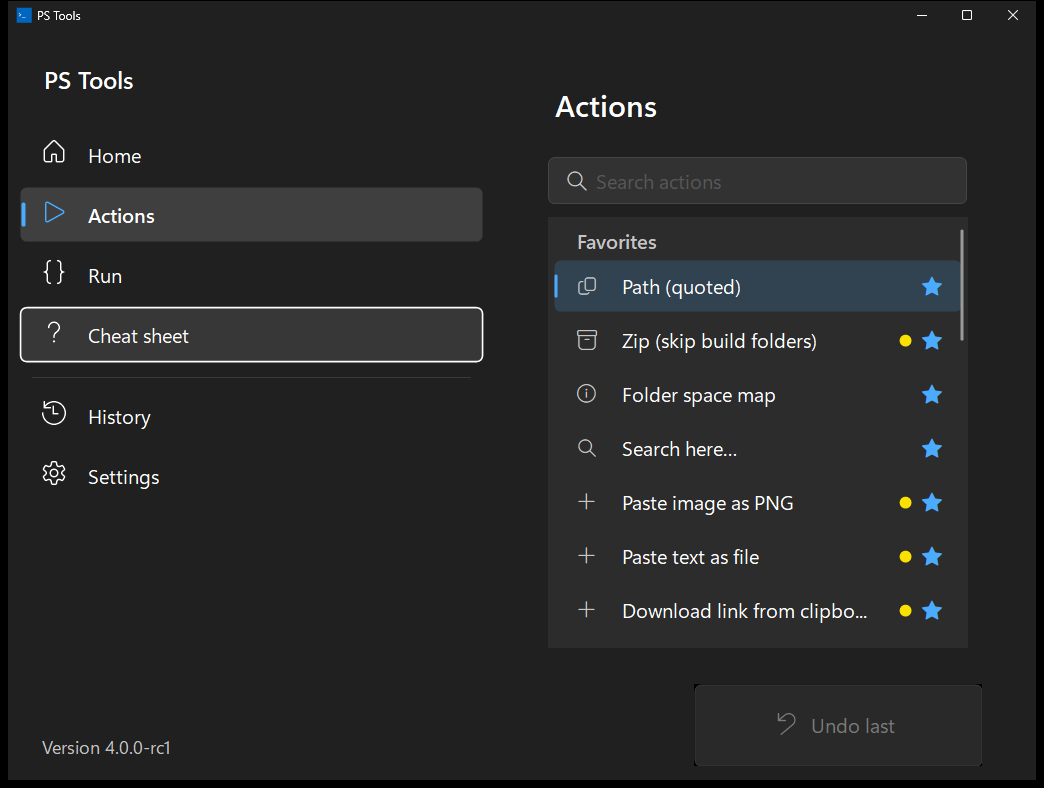 PS Tools
PS Tools
Home
Actions
Run
Cheat sheet
History
Settings
Version 4.0.0-rc1
Actions
Search actions
Favorites
Path (quoted)
Zip (skip build folders)
Folder space map
Search here...
Paste image as PNG
Paste text as file
Download link from clipbo...
Undo last